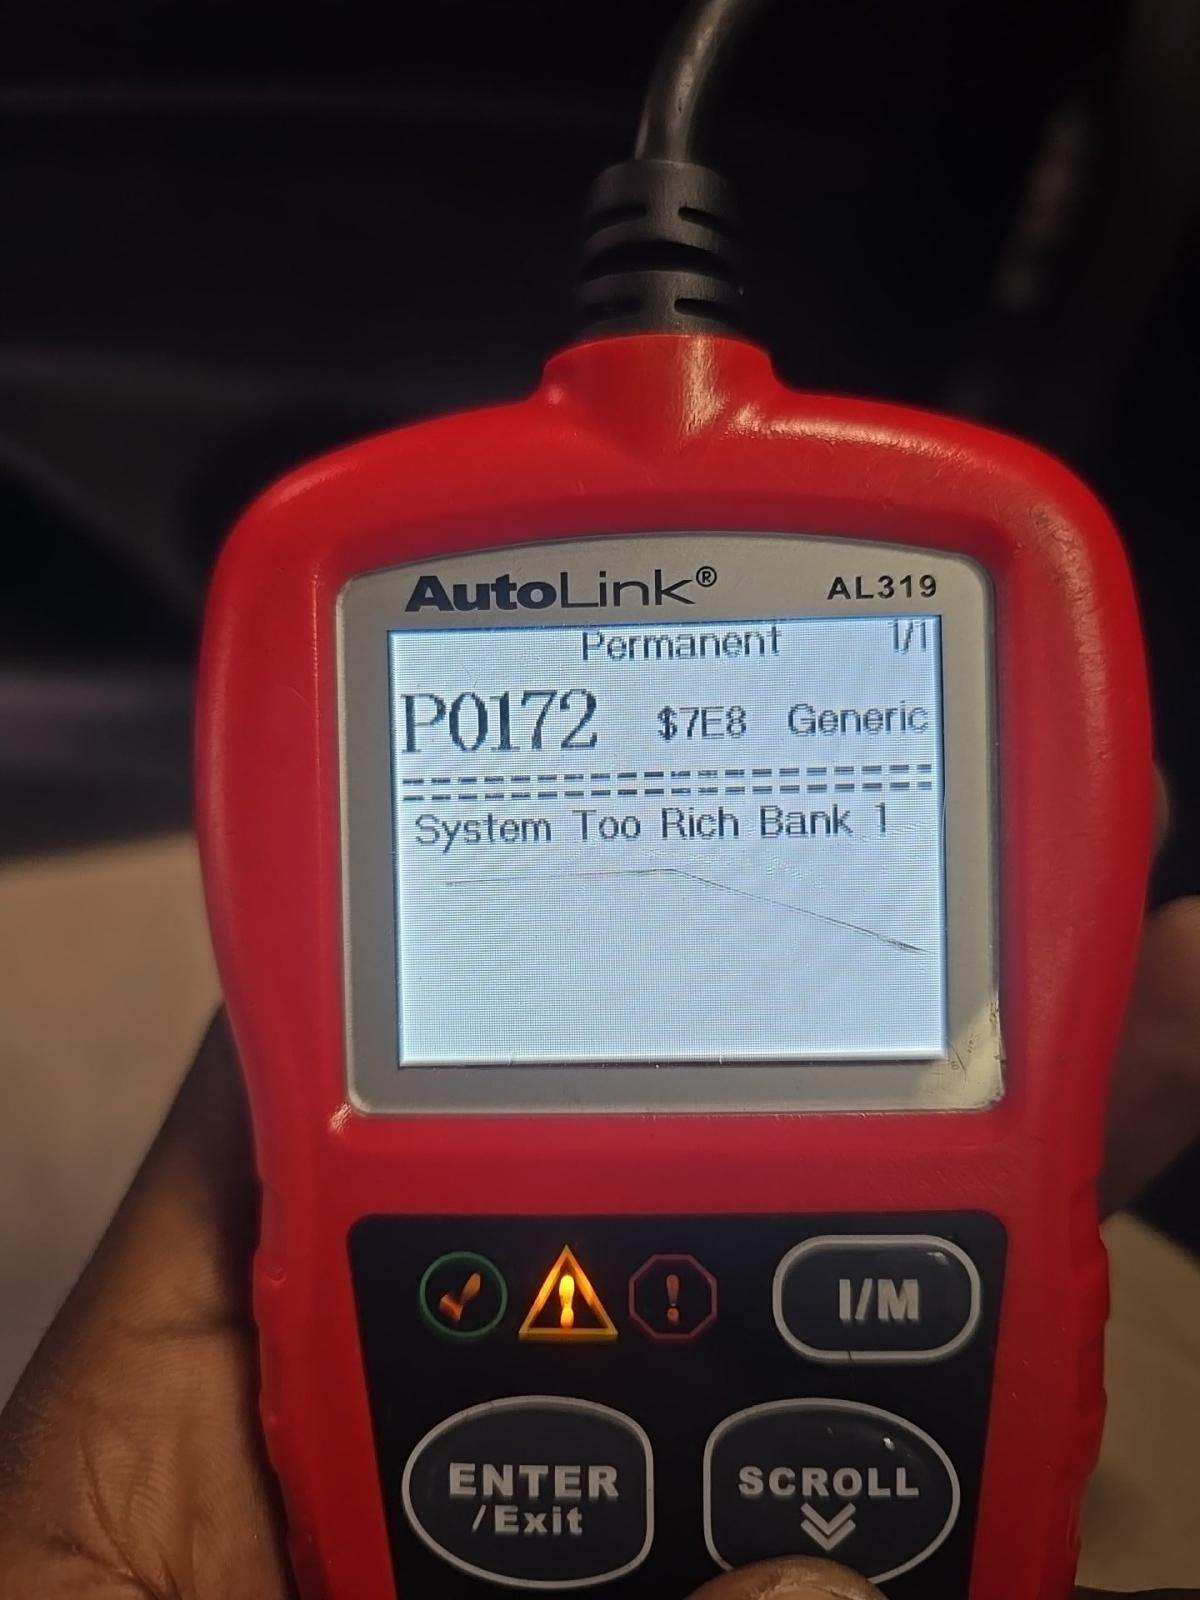 AutoLink® AL319
Permanent 1/1
P0172 $7E8 Generic
========================
System Too Rich Bank 1
I/M
ENTER
/Exit
SCROLL